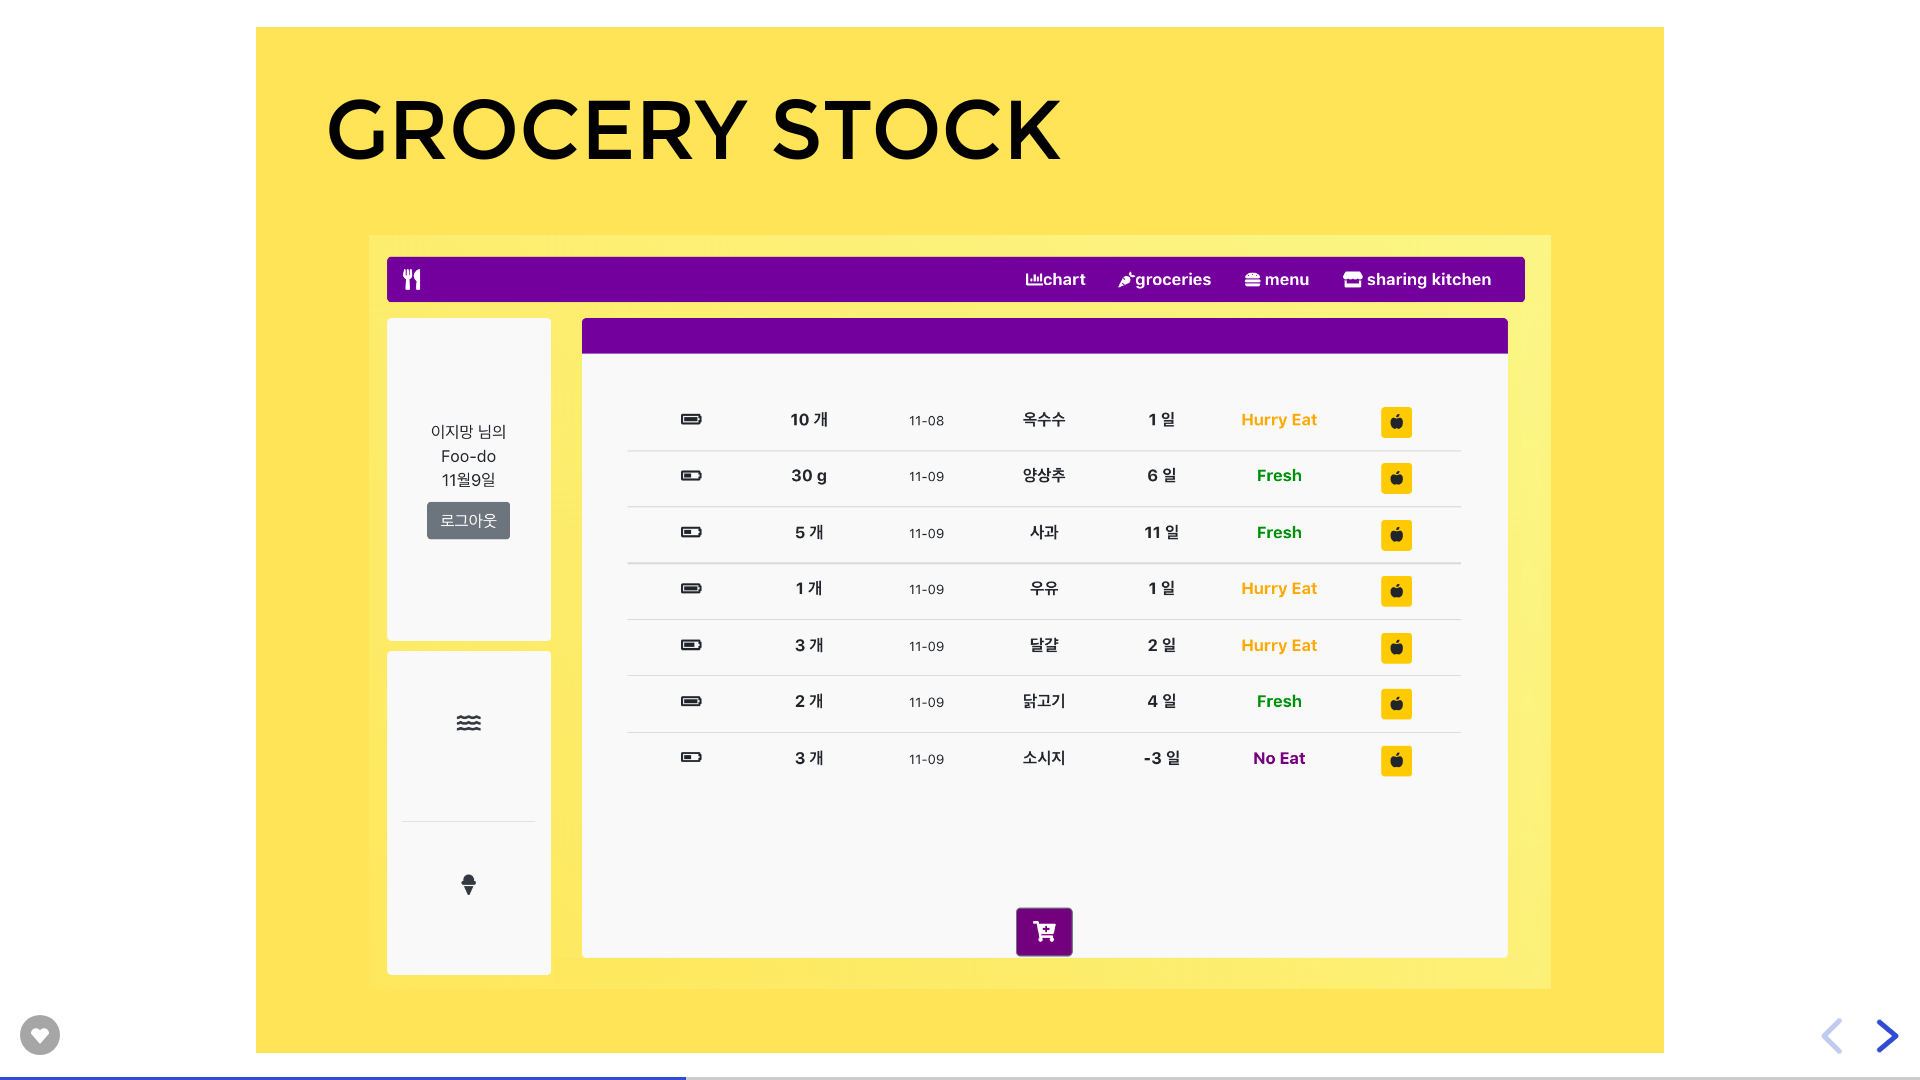 GROCERY STOCK
chart groceries menu sharing kitchen
이지망 님의
Foo-do
11월9일
로그아웃
10 개 11-08 옥수수 1 일 Hurry Eat
30 g 11-09 양상추 6 일 Fresh
5 개 11-09 사과 11 일 Fresh
1 개 11-09 우유 1 일 Hurry Eat
3 개 11-09 달걀 2 일 Hurry Eat
2 개 11-09 닭고기 4 일 Fresh
3 개 11-09 소시지 -3 일 No Eat